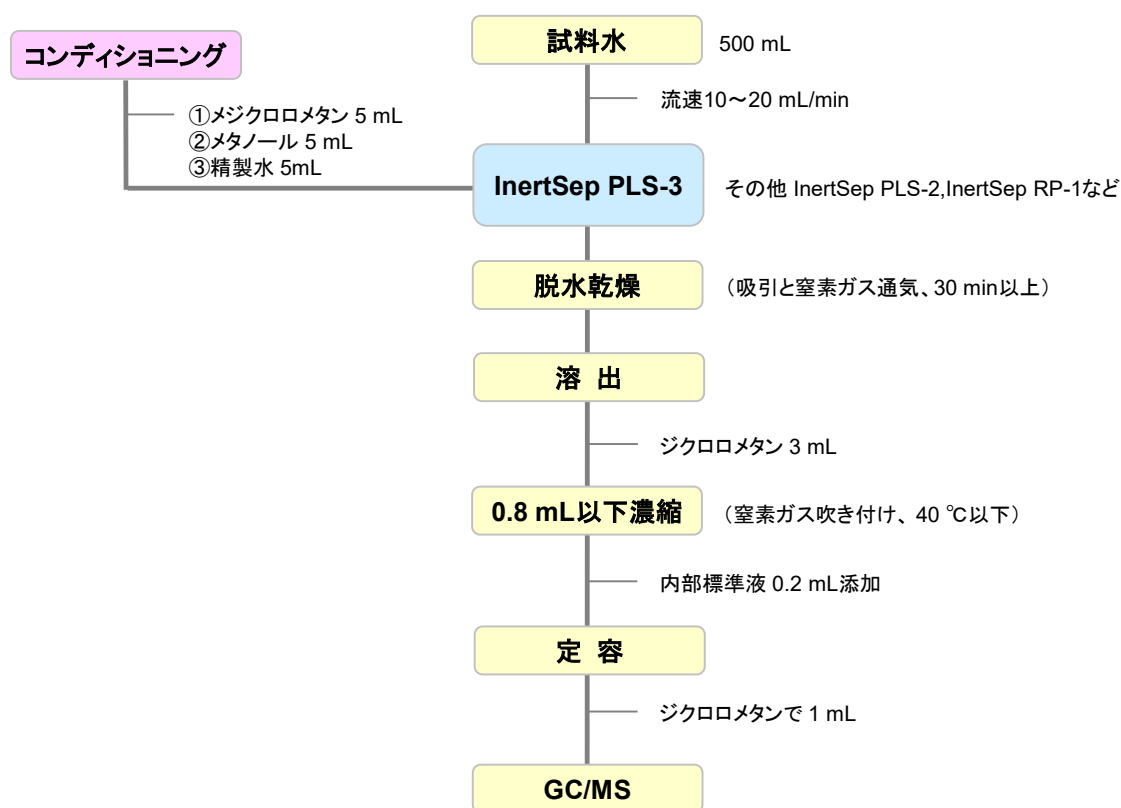 コンディショニング
①メジクロロメタン 5 mL
②メタノール 5 mL
③精製水 5mL
試料水
500 mL
流速10~20 mL/min
InertSep PLS-3
その他 InertSep PLS-2,InertSep RP-1など
脱水乾燥
(吸引と窒素ガス通気、30 min以上)
溶 出
ジクロロメタン 3 mL
0.8 mL以下濃縮
(窒素ガス吹き付け、 40 ℃以下)
内部標準液 0.2 mL添加
定 容
ジクロロメタンで 1 mL
GC/MS